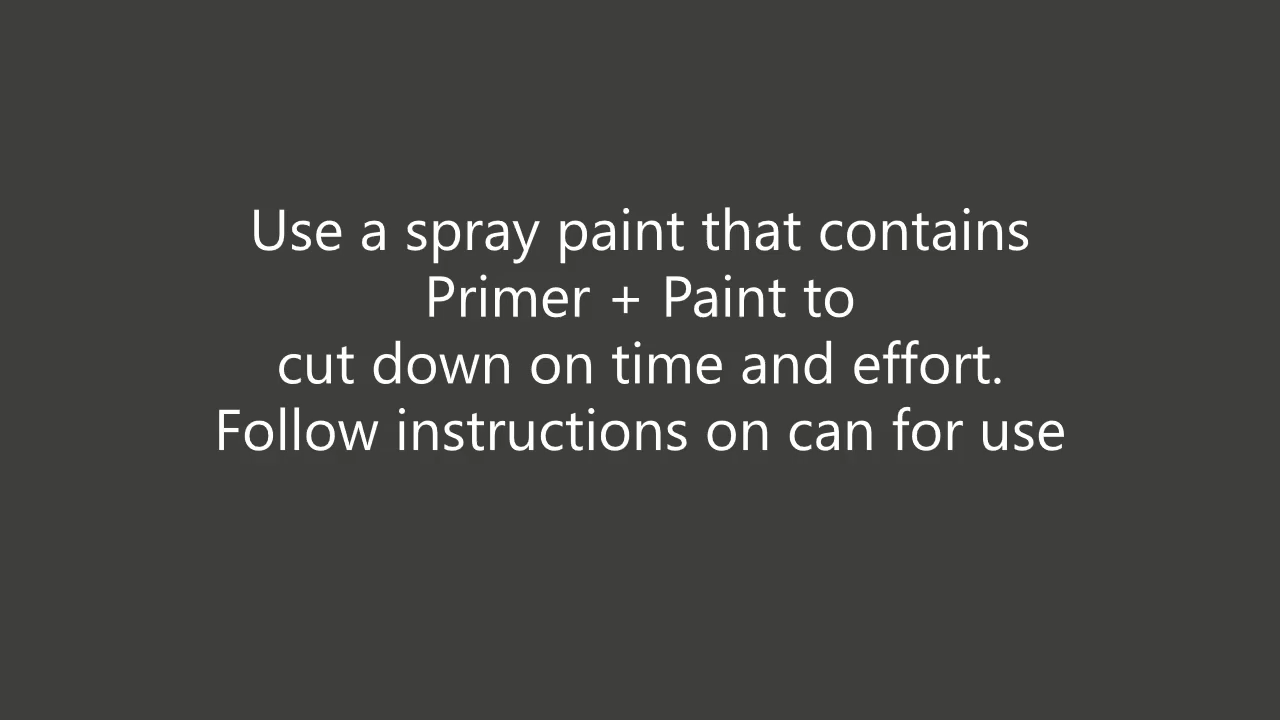 Use a spray paint that contains
Primer + Paint to
cut down on time and effort.
Follow instructions on can for use